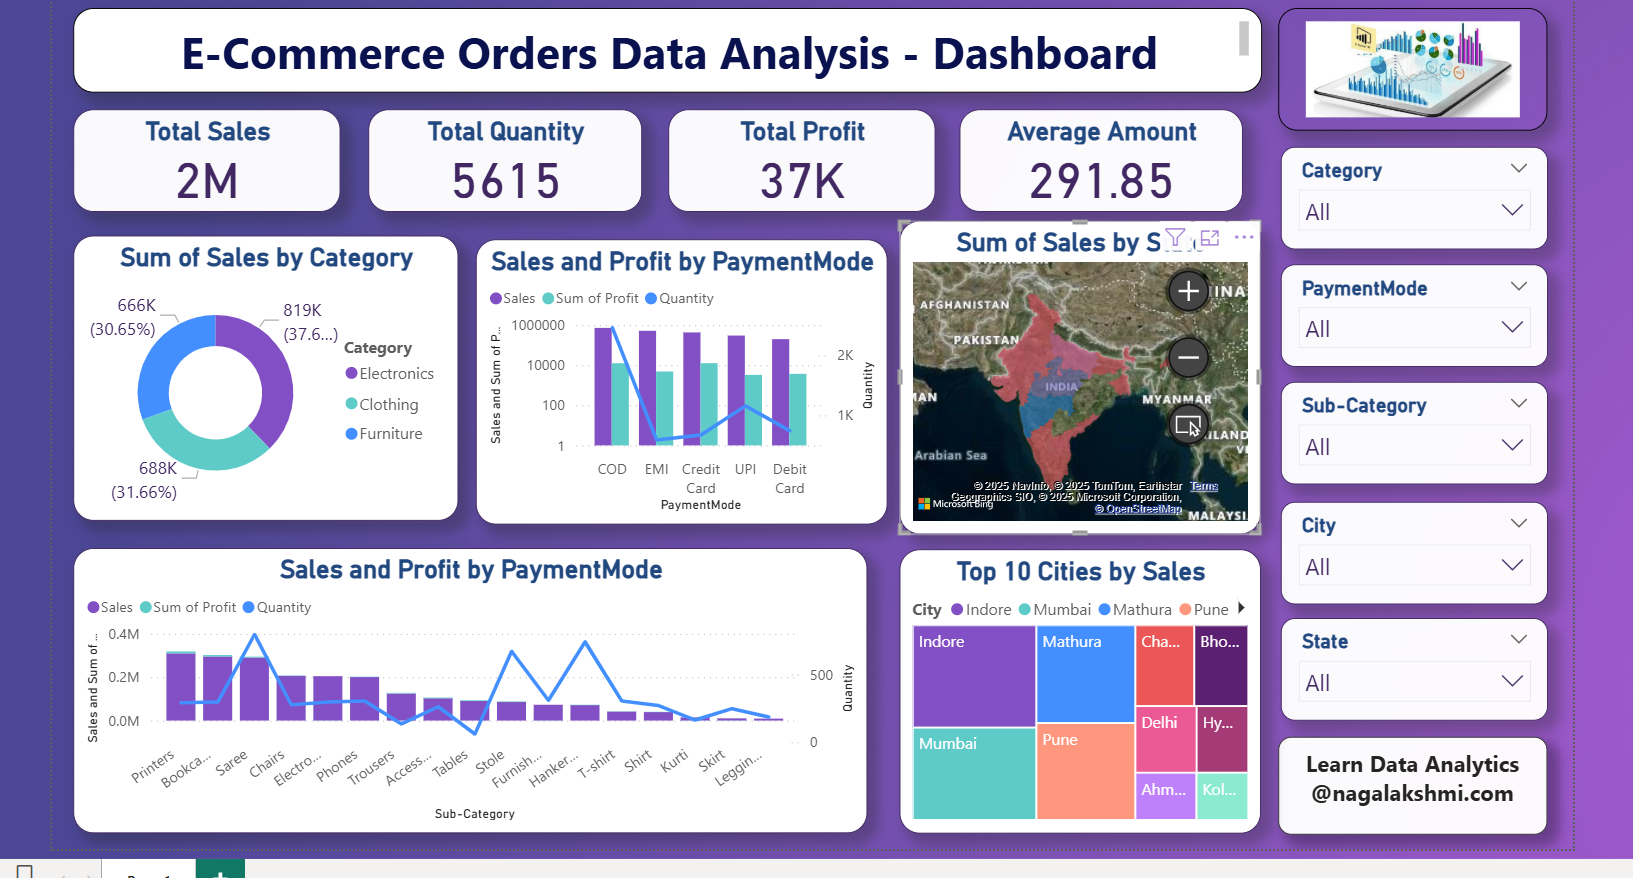 E-Commerce Orders Data Analysis - Dashboard
Total Sales
2M
Total Quantity
5615
Total Profit
37K
Average Amount
291.85
Sum of Sales by Category
666K
(30.65%)
819K
(37.6...)
688K
(31.66%)
Category
Electronics
Clothing
Furniture
Sales and Profit by PaymentMode
Sales Sum of Profit Quantity
Sales and Sum of P...
1000000
10000
100
1
2K
1K
Quantity
COD EMI Credit Card UPI Debit Card
PaymentMode
Sum of Sales by S
AFGHANISTAN
INA
PAKISTAN
INDIA
MYANMAR
AN
ILAND
Arabian Sea
© 2025 NavInfo, © 2025 TomTom, Earthstar Terms
Geographics SIO, © 2025 Microsoft Corporation,
Microsoft Bing
© OpenStreetMap
MALAYSI
Sales and Profit by PaymentMode
Sales Sum of Profit Quantity
Sales and Sum of ...
0.4M
0.2M
0.0M
500
0
Quantity
Printers Bookca... Saree Chairs Electro... Phones Trousers Access... Tables Stole Furnish... Hanker... T-shirt Shirt Kurti Skirt Leggin...
Sub-Category
Top 10 Cities by Sales
City Indore Mumbai Mathura Pune
Indore
Mathura
Cha...
Bho...
Mumbai
Pune
Delhi
Hy...
Ahm...
Kol...
Category
All
PaymentMode
All
Sub-Category
All
City
All
State
All
Learn Data Analytics
@nagalakshmi.com